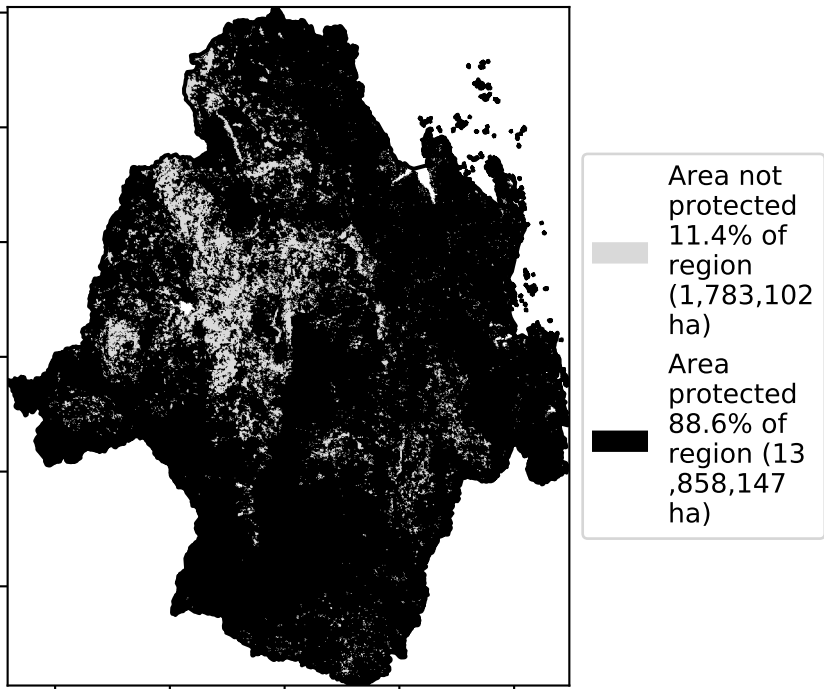 Area not
protected
11.4% of
region
(1,783,102
ha)
Area
protected
88.6% of
region (13
,858,147
ha)